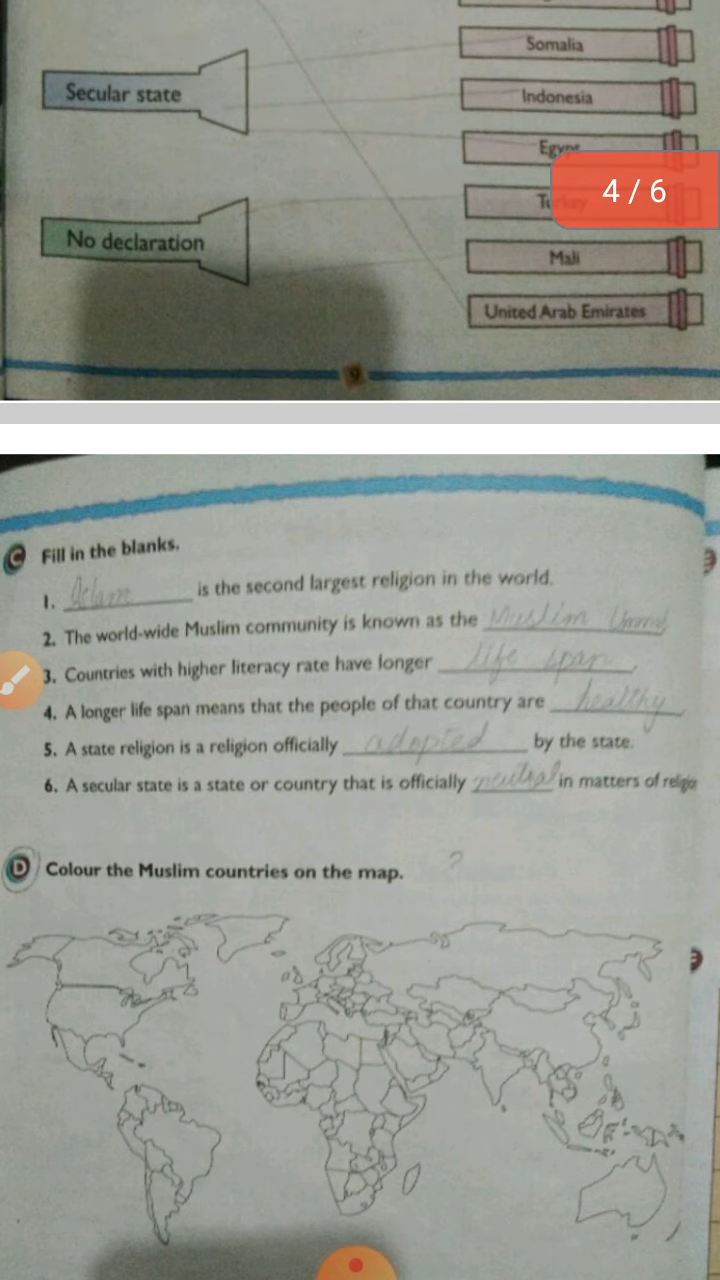 Somalia
Secular state
Indonesia
Egypt
4 / 6
Turkey
No declaration
Mali
United Arab Emirates
9
C Fill in the blanks.
1. Islam is the second largest religion in the world.
2. The world-wide Muslim community is known as the Muslim
3. Countries with higher literacy rate have longer life span.
4. A longer life span means that the people of that country are healthy.
5. A state religion is a religion officially adopted by the state.
6. A secular state is a state or country that is officially neutral in matters of religio
D Colour the Muslim countries on the map. ?